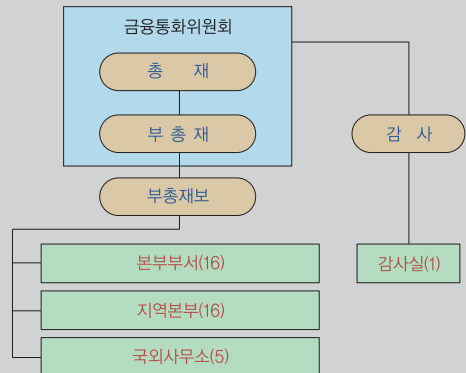 금융통화위원회
총 재
부 총 재
감 사
부총재보
본부부서(16)
감사실(1)
지역본부(16)
국외사무소(5)